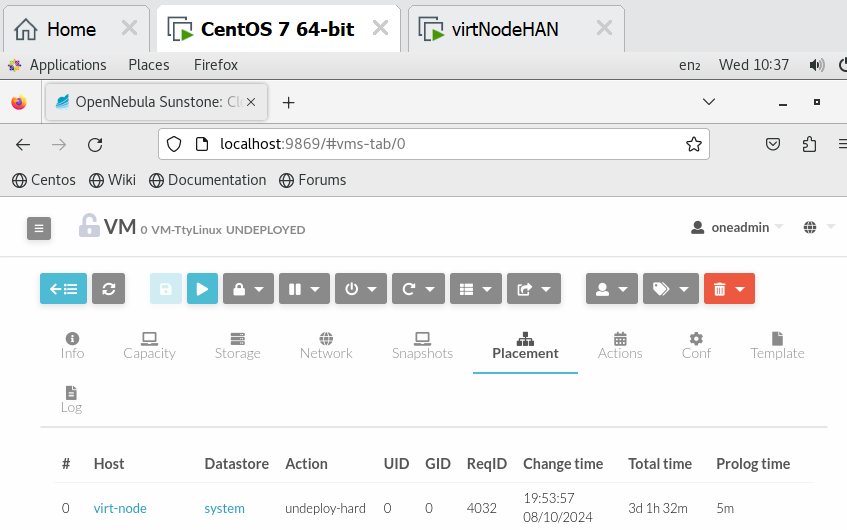 Home CentOS 7 64-bit virtNodeHAN
Applications Places Firefox en₂ Wed 10:37
OpenNebula Sunstone: Cl
localhost:9869/#vms-tab/0
Centos Wiki Documentation Forums
VM 0 VM-TtyLinux UNDEPLOYED oneadmin
Info Capacity Storage Network Snapshots Placement Actions Conf Template
Log
# Host Datastore Action UID GID ReqID Change time Total time Prolog time
0 virt-node system undeploy-hard 0 0 4032 19:53:57 3d 1h 32m 5m
08/10/2024